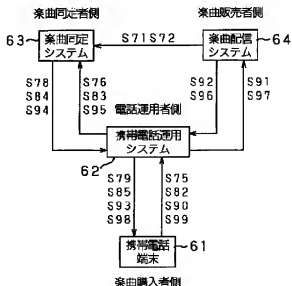 楽曲同定者側
楽曲販売者側
63
楽曲同定
システム
S71 S72
楽曲配信
システム
64
S78
S84
S94
S76
S83
S95
電話運用者側
S92
S96
S91
S97
携帯電話運用
システム
62
S79
S85
S93
S98
S75
S82
S90
S99
携帯電話
端末
61
楽曲購入者側